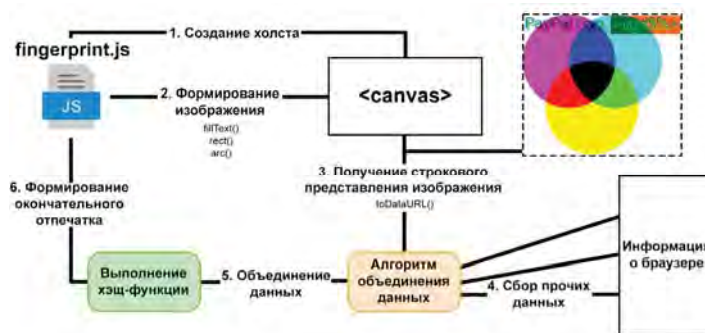 1. Создание холста
fingerprint.js
JS
2. Формирование
изображения
fillText()
rect()
arc()
<canvas>
3. Получение строкового
представления изображения
toDataURL()
6. Формирование
окончательного
отпечатка
Информаци
о браузере
Выполнение
хэщ-функции
5. Объединение
данных
Алгоритм
объединения
данных
4. Сбор прочих
данных